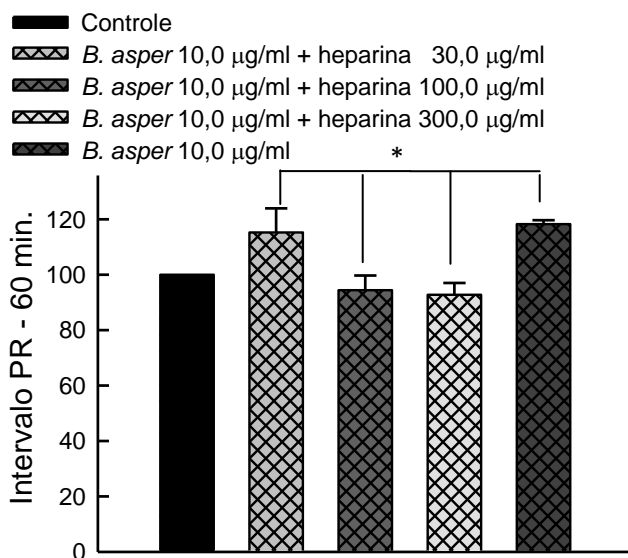 Controle
B. asper 10,0 μg/ml + heparina 30,0 μg/ml
B. asper 10,0 μg/ml + heparina 100,0 μg/ml
B. asper 10,0 μg/ml + heparina 300,0 μg/ml
B. asper 10,0 μg/ml
*
Intervalo PR - 60 min.
120
100
80
60
40
20
0